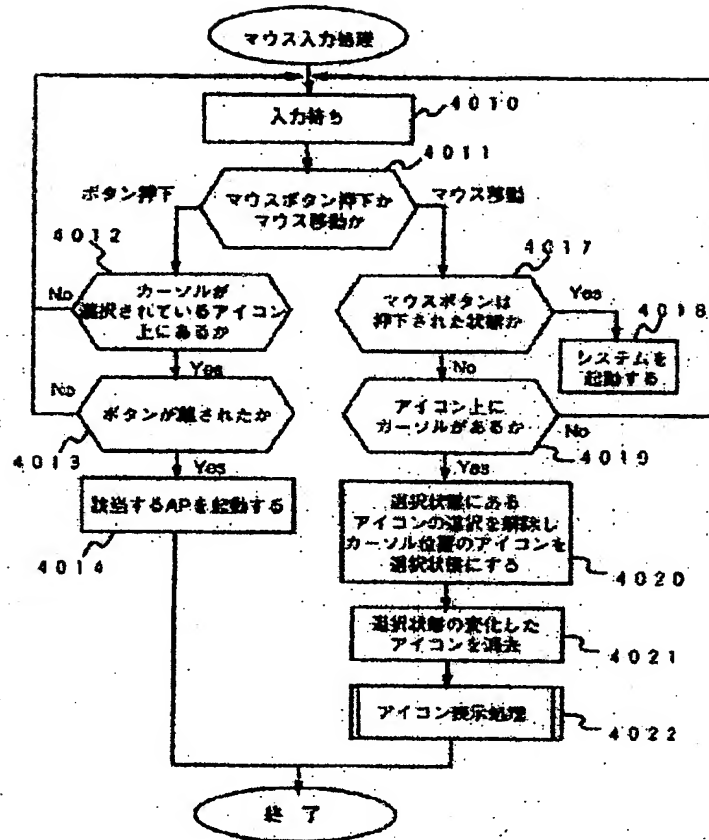 マウス入力処理
入力待ち
4010
4011
ボタン押下
マウスボタン押下か
マウス移動か
マウス移動
4012
No
カーソルが
選択されているアイコン
上にあるか
Yes
4017
マウスボタンは
押下された状態か
Yes
4018
システムを
起動する
No
No
ボタンが離されたか
4013
Yes
アイコン上に
カーソルがあるか
No
4019
Yes
該当するAPを起動する
4014
選択状態にある
アイコンの選択を解除し
カーソル位置のアイコンを
選択状態にする
4020
選択状態の変化した
アイコンを消去
4021
アイコン表示処理
4022
終了